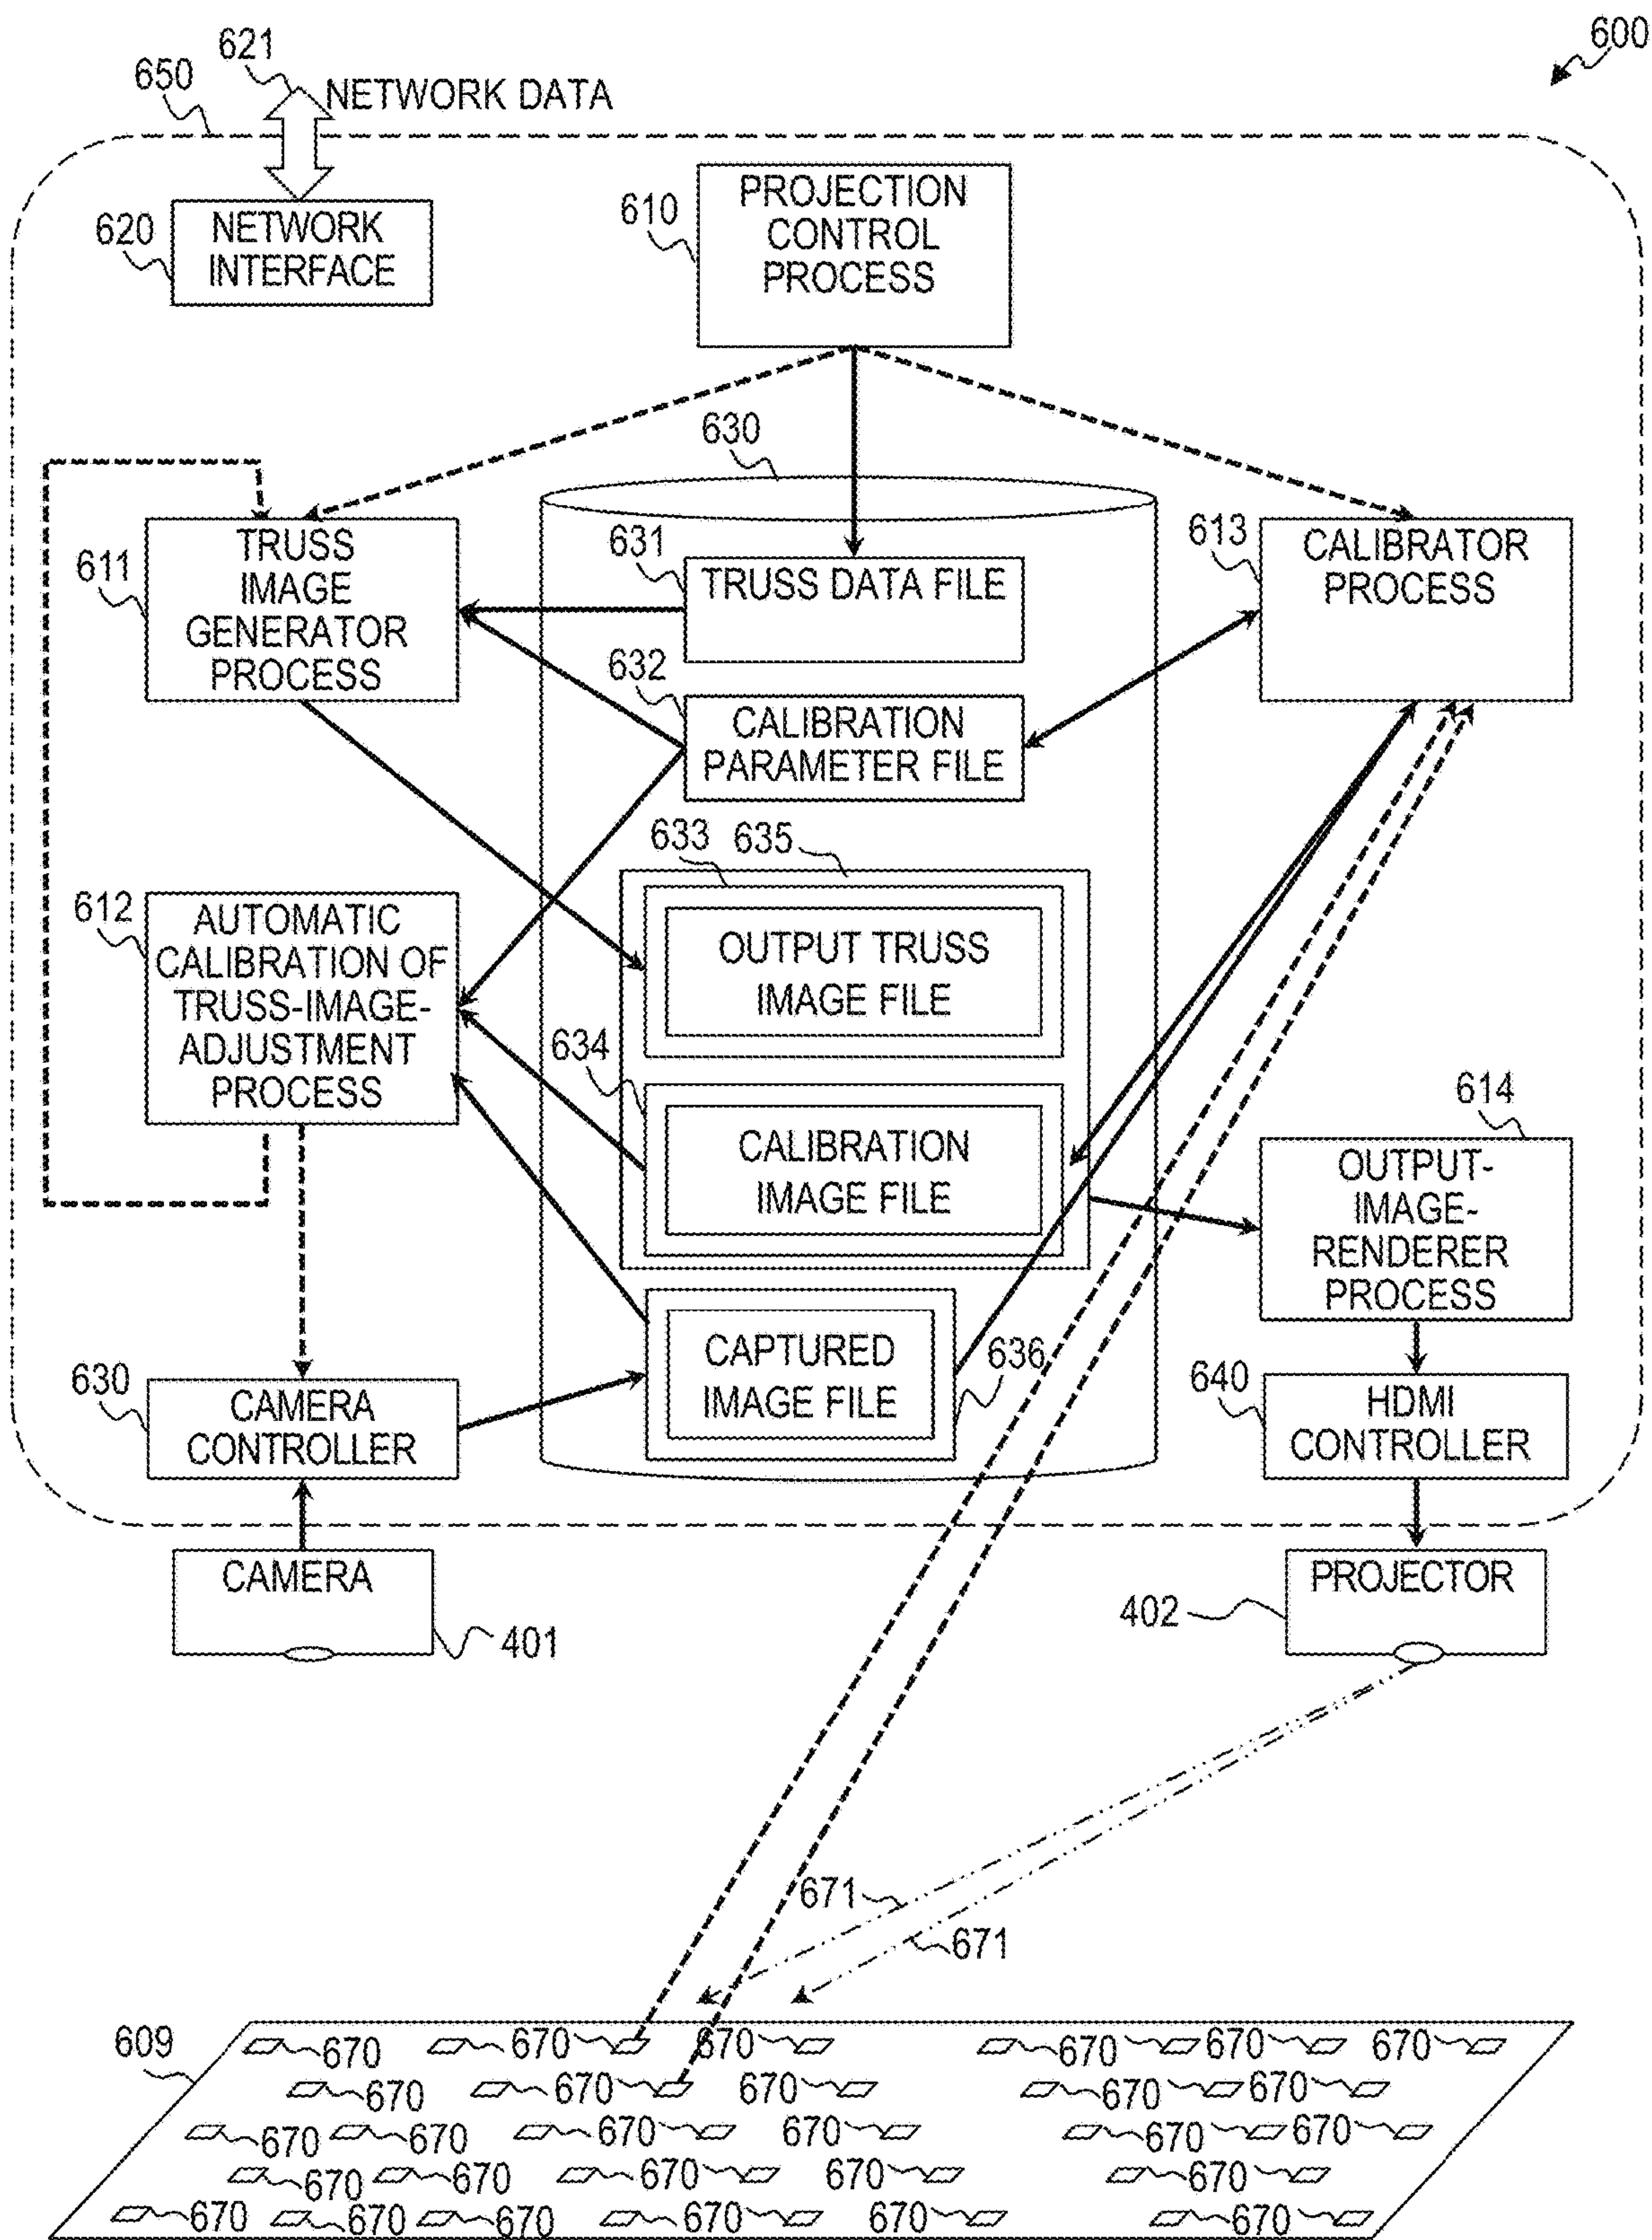 600
621
650
NETWORK DATA
610
PROJECTION
CONTROL
PROCESS
620
NETWORK
INTERFACE
630
611
TRUSS
IMAGE
GENERATOR
PROCESS
631
TRUSS DATA FILE
613
CALIBRATOR
PROCESS
632
CALIBRATION
PARAMETER FILE
633
635
612
AUTOMATIC
CALIBRATION OF
TRUSS-IMAGE-
ADJUSTMENT
PROCESS
OUTPUT TRUSS
IMAGE FILE
634
CALIBRATION
IMAGE FILE
614
OUTPUT-
IMAGE-
RENDERER
PROCESS
CAPTURED
IMAGE FILE
636
630
CAMERA
CONTROLLER
640
HDMI
CONTROLLER
CAMERA
401
PROJECTOR
402
671
671
609
670 670 670 670 670 670
670 670 670 670 670
670 670 670 670 670 670
670 670 670 670 670
670 670 670 670 670 670